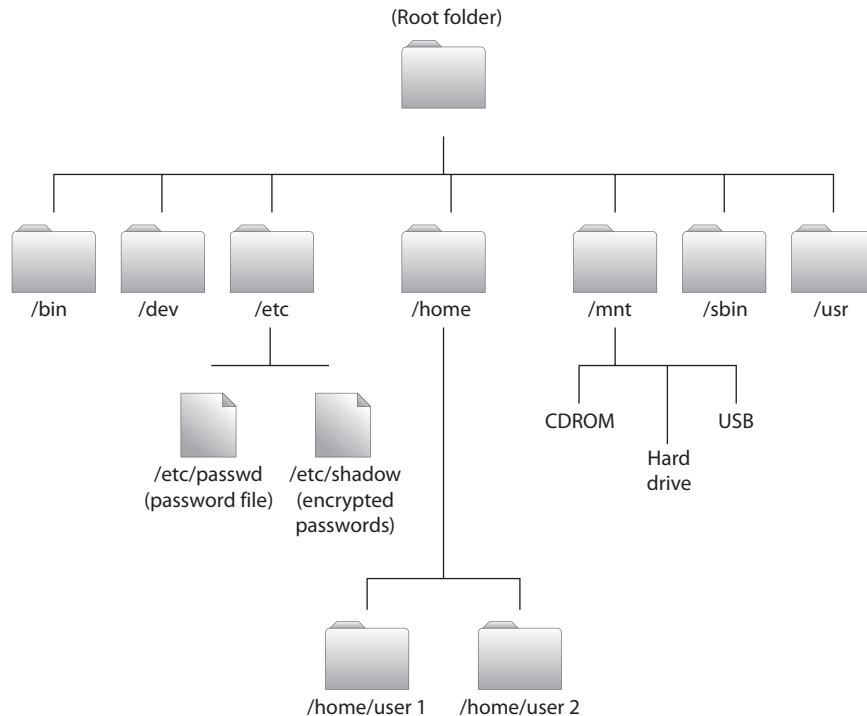 (Root folder)
/bin
/dev
/etc
/home
/mnt
/sbin
/usr
/etc/passwd
(password file)
/etc/shadow
(encrypted
passwords)
CDROM
Hard
drive
USB
/home/user 1
/home/user 2